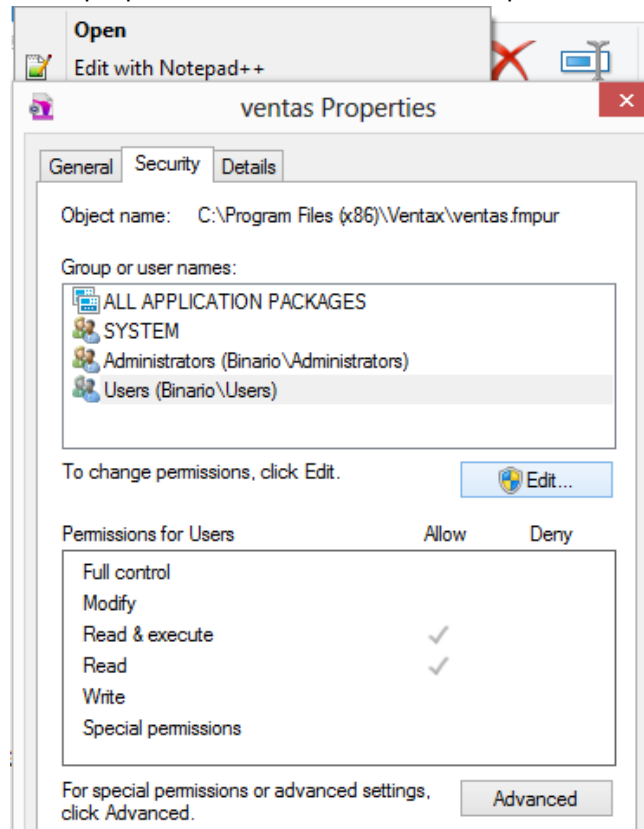 Open
Edit with Notepad++
ventas Properties
General Security Details
Object name: C:\Program Files (x86)\Ventax\ventas.fmpur
Group or user names:
ALL APPLICATION PACKAGES
SYSTEM
Administrators (Binario\Administrators)
Users (Binario\Users)
To change permissions, click Edit.
Edit...
Permissions for Users Allow Deny
Full control
Modify
Read & execute
Read
Write
Special permissions
For special permissions or advanced settings,
click Advanced.
Advanced